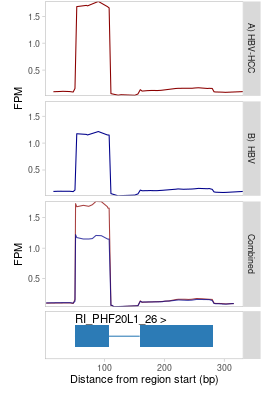 1.5
1.0
0.5
A) HBV-HCC
FPM
1.5
1.0
0.5
B) HBV
1.5
1.0
0.5
FPM
Combined
RI_PHF20L1_26 >
100
200
300
Distance from region start (bp)